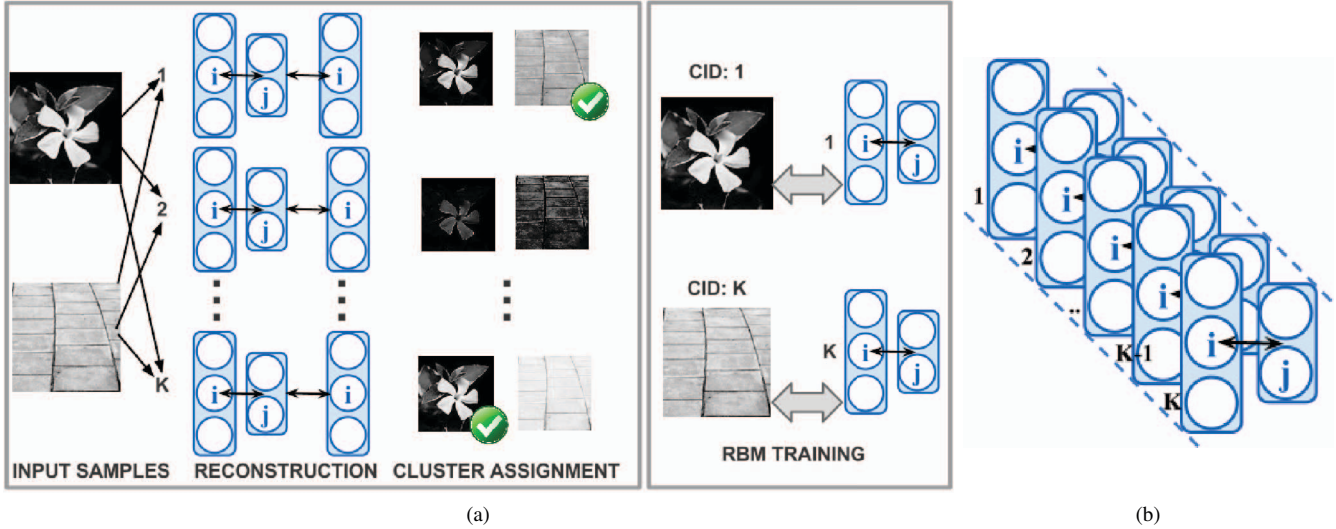 1
2
K
i
j
i
i
j
i
i
j
i
INPUT SAMPLES
RECONSTRUCTION
CLUSTER ASSIGNMENT
CID: 1
1
i
j
CID: K
K
i
j
RBM TRAINING
(a)
i
1
i
2
i
..
i
K-1
i
j
K
(b)